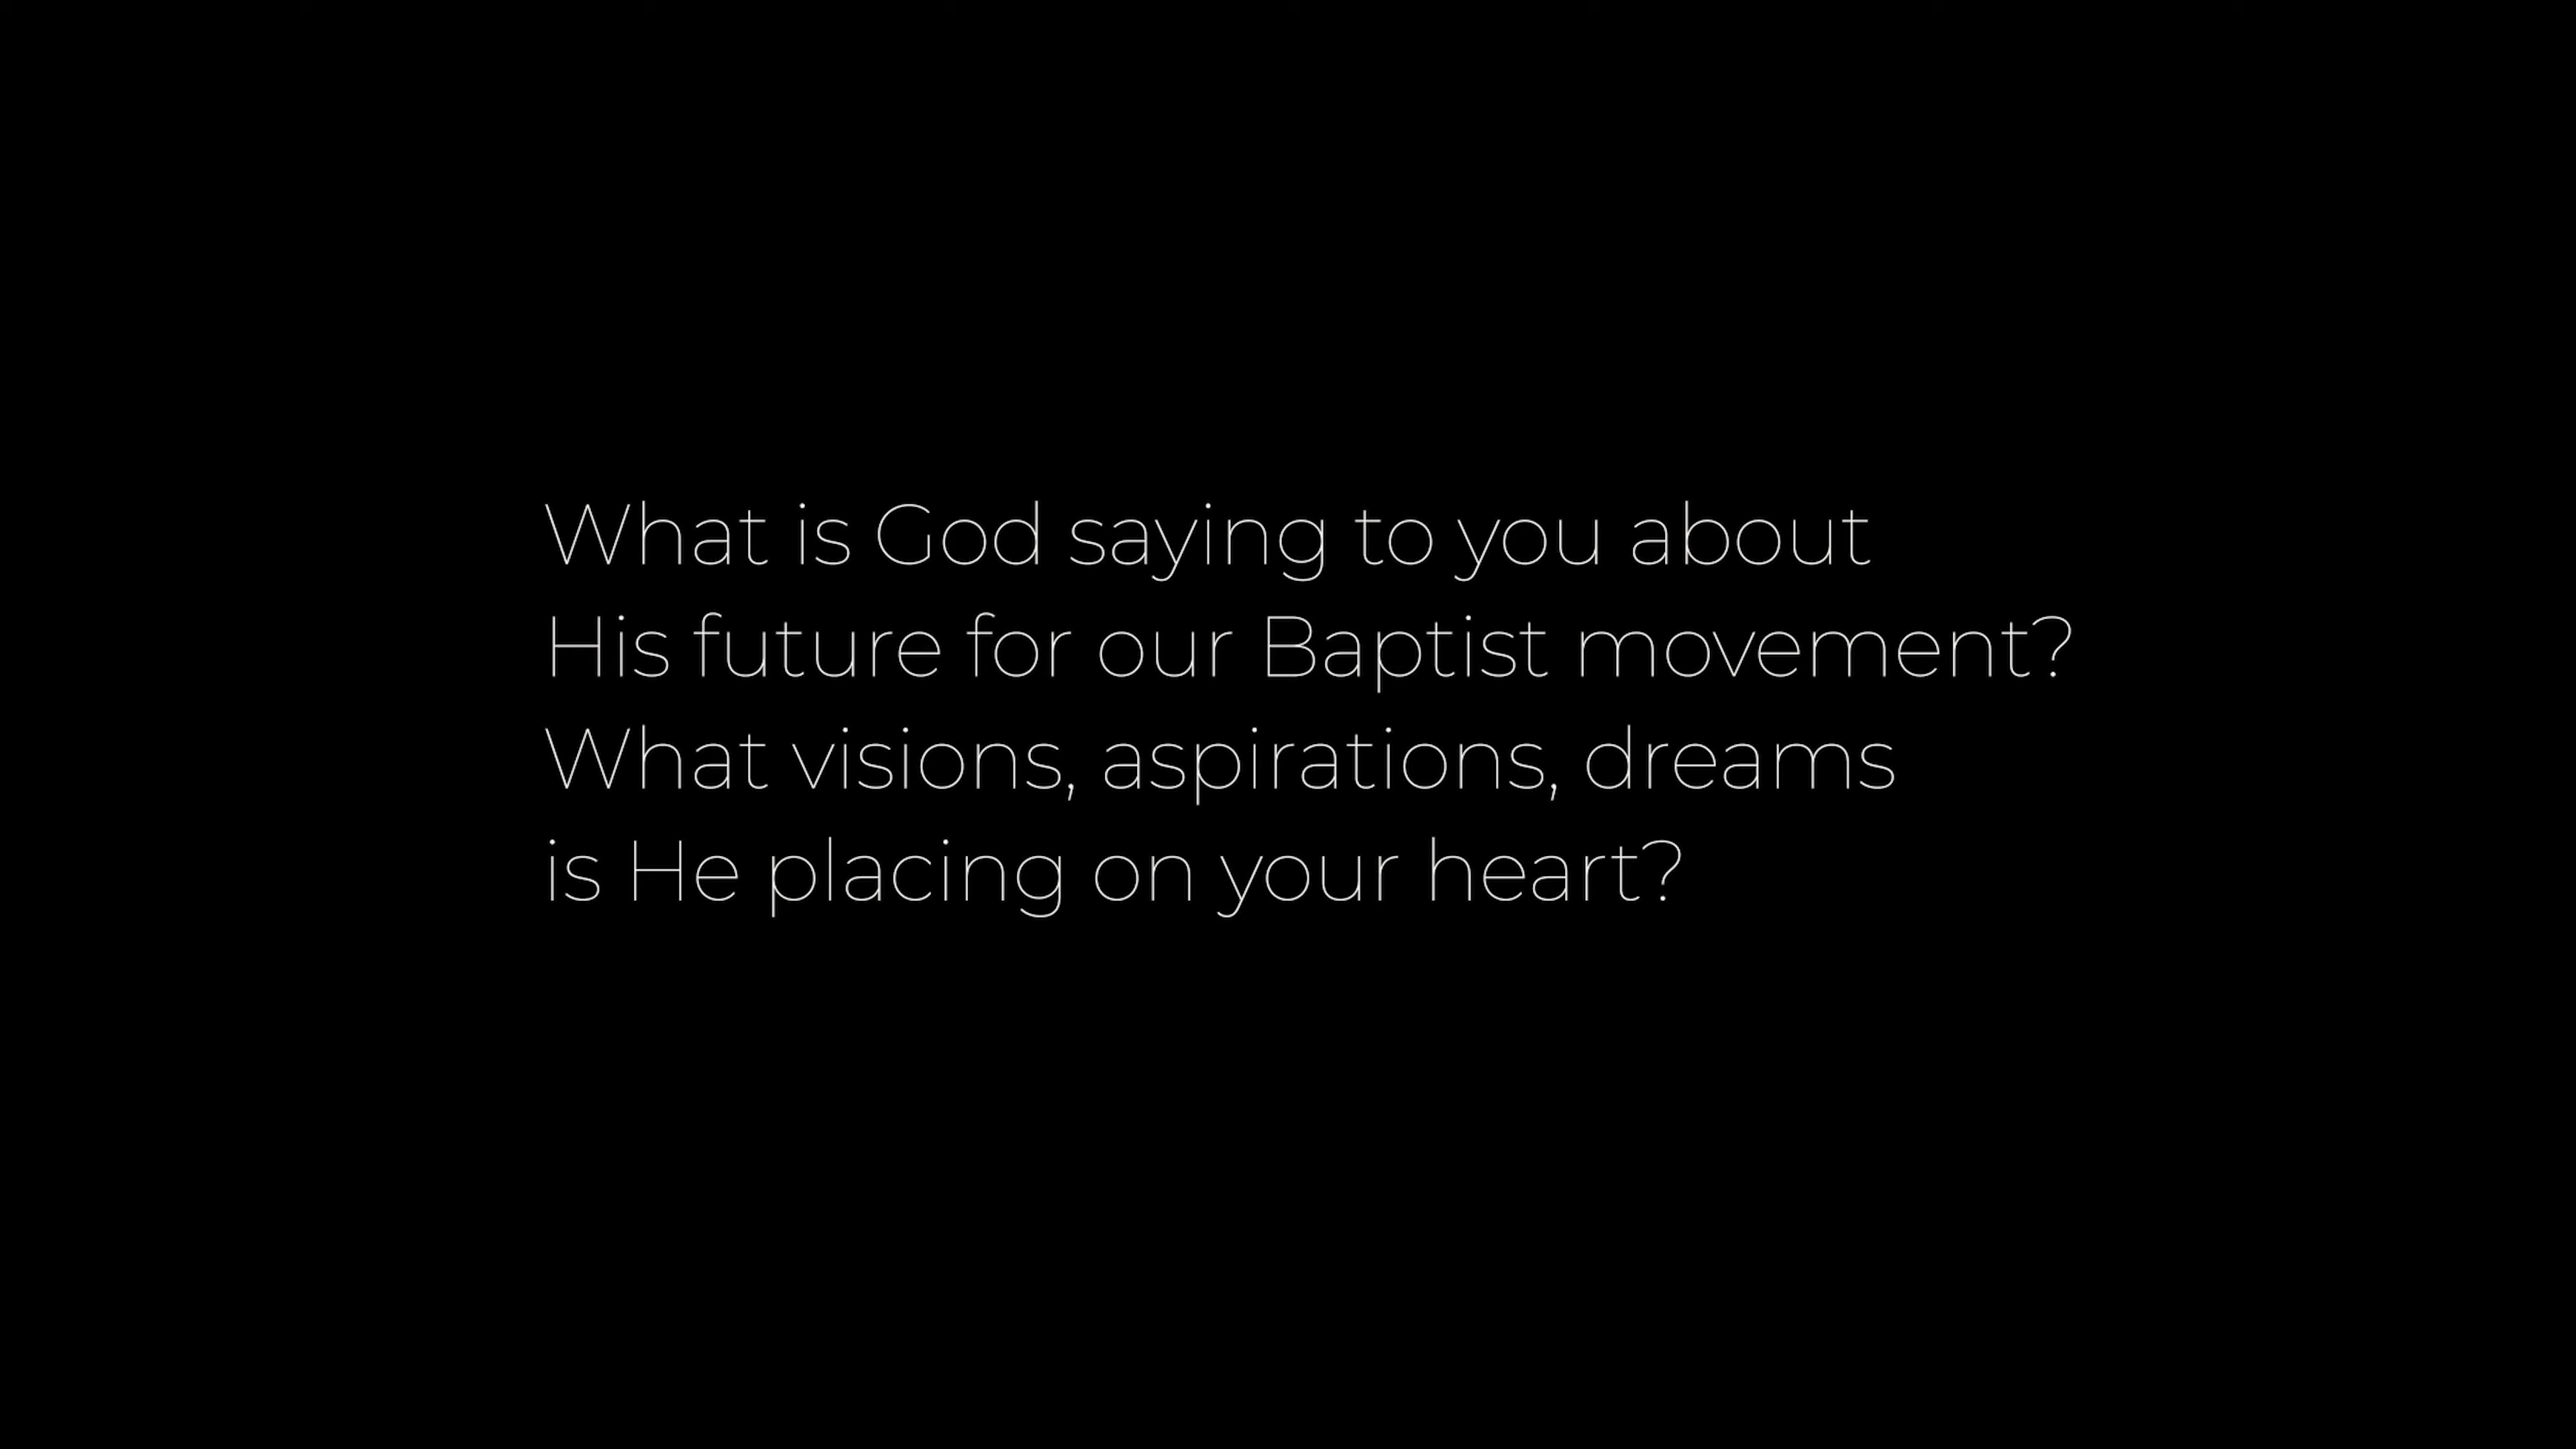 What is God saying to you about
His future for our Baptist movement?
What visions, aspirations, dreams
is He placing on your heart?